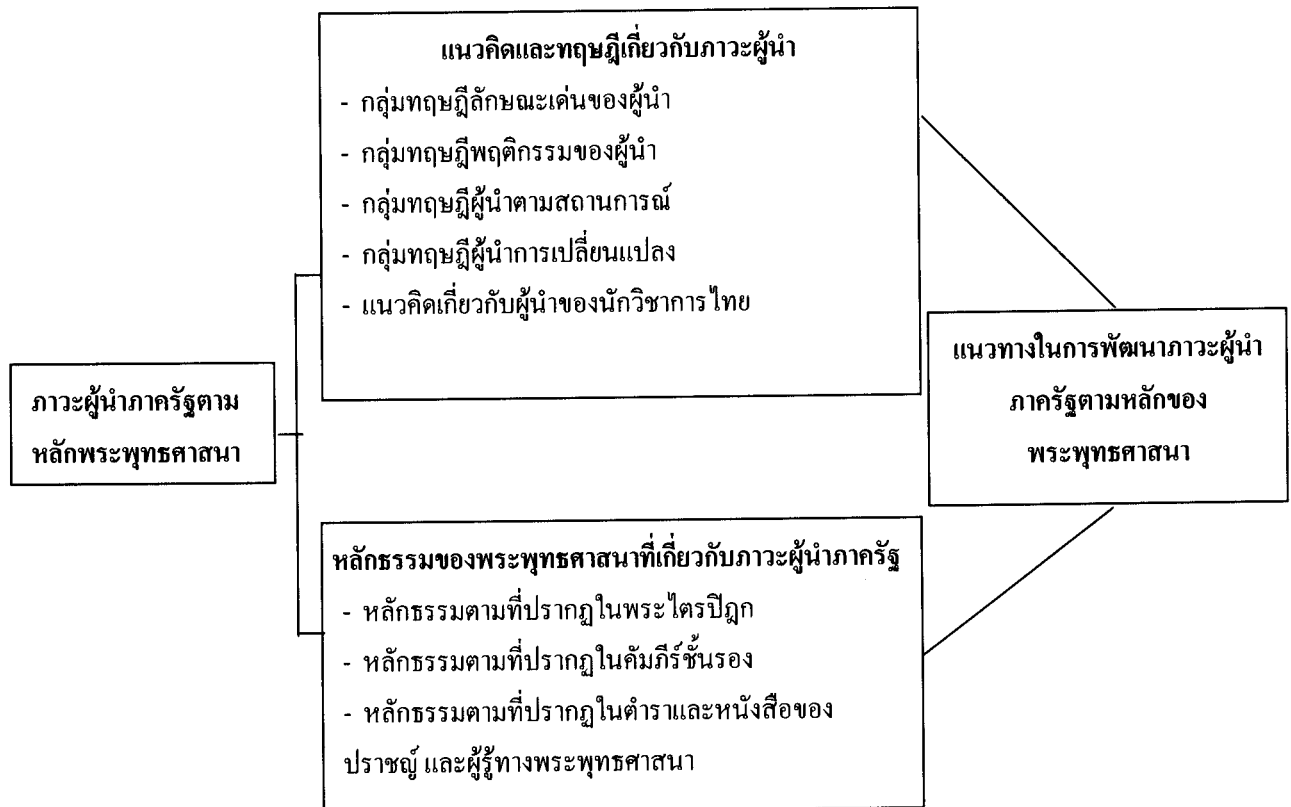 ภาวะผู้นำภาครัฐตาม
หลักพระพุทธศาสนา
แนวคิดและทฤษฎีเกี่ยวกับภาวะผู้นำ
- กลุ่มทฤษฎีลักษณะเด่นของผู้นำ
- กลุ่มทฤษฎีพฤติกรรมของผู้นำ
- กลุ่มทฤษฎีผู้นำตามสถานการณ์
- กลุ่มทฤษฎีผู้นำการเปลี่ยนแปลง
- แนวคิดเกี่ยวกับผู้นำของนักวิชาการไทย
หลักธรรมของพระพุทธศาสนาที่เกี่ยวกับภาวะผู้นำภาครัฐ
- หลักธรรมตามที่ปรากฏในพระไตรปิฎก
- หลักธรรมตามที่ปรากฏในคัมภีร์ชั้นรอง
- หลักธรรมตามที่ปรากฏในตำราและหนังสือของ
ปราชญ์ และผู้รู้ทางพระพุทธศาสนา
แนวทางในการพัฒนาภาวะผู้นำ
ภาครัฐตามหลักของ
พระพุทธศาสนา